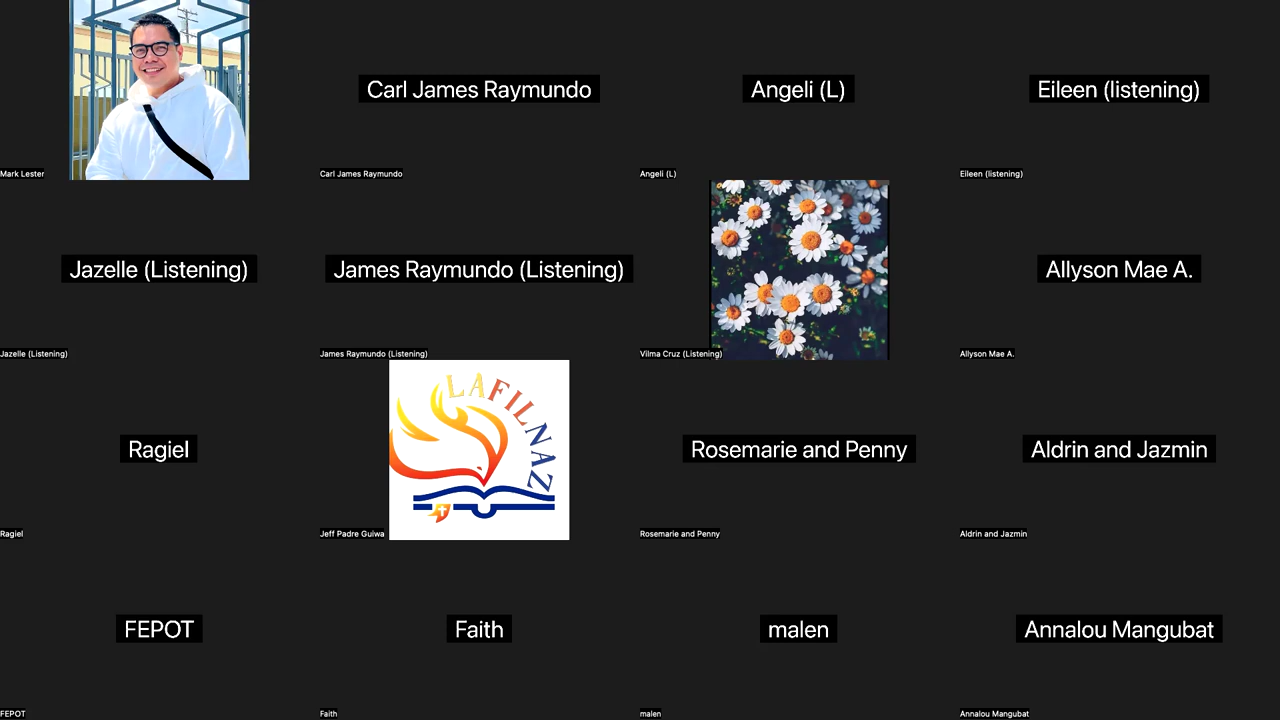 Carl James Raymundo
Angeli (L)
Eileen (listening)
Mark Lester
Carl James Raymundo
Angeli (L)
Eileen (listening)
Jazelle (Listening)
James Raymundo (Listening)
Allyson Mae A.
Jazelle (Listening)
James Raymundo (Listening)
Vilma Cruz (Listening)
Allyson Mae A.
LAFILNAZ
Ragiel
Rosemarie and Penny
Aldrin and Jazmin
Ragiel
Jeff Padre Guiwa
Rosemarie and Penny
Aldrin and Jazmin
FEPOT
Faith
malen
Annalou Mangubat
FEPOT
Faith
malen
Annalou Mangubat